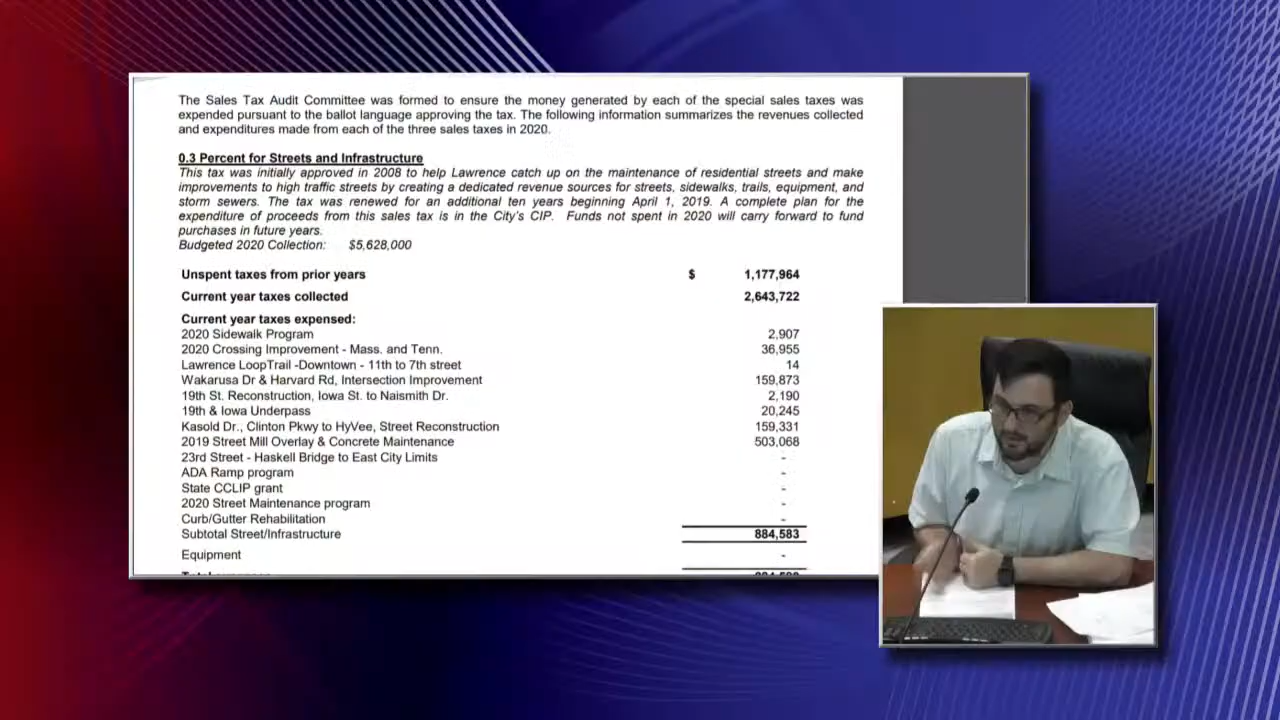 The Sales Tax Audit Committee was formed to ensure the money generated by each of the special sales taxes was
expended pursuant to the ballot language approving the tax. The following information summarizes the revenues collected
and expenditures made from each of the three sales taxes in 2020.
0.3 Percent for Streets and Infrastructure
This tax was initially approved in 2008 to help Lawrence catch up on the maintenance of residential streets and make
improvements to high traffic streets by creating a dedicated revenue sources for streets, sidewalks, trails, equipment, and
storm sewers. The tax was renewed for an additional ten years beginning April 1, 2019. A complete plan for the
expenditure of proceeds from this sales tax is in the City's CIP. Funds not spent in 2020 will carry forward to fund
purchases in future years.
Budgeted 2020 Collection: $5,628,000
Unspent taxes from prior years $ 1,177,964
Current year taxes collected 2,643,722
Current year taxes expensed:
2020 Sidewalk Program 2,907
2020 Crossing Improvement - Mass. and Tenn. 36,955
Lawrence LoopTrail -Downtown - 11th to 7th street 14
Wakarusa Dr & Harvard Rd, Intersection Improvement 159,873
19th St. Reconstruction, Iowa St. to Naismith Dr. 2,190
19th & Iowa Underpass 20,245
Kasold Dr., Clinton Pkwy to HyVee, Street Reconstruction 159,331
2019 Street Mill Overlay & Concrete Maintenance 503,068
23rd Street - Haskell Bridge to East City Limits -
ADA Ramp program -
State CCLIP grant -
2020 Street Maintenance program -
Curb/Gutter Rehabilitation -
Subtotal Street/Infrastructure 884,583
Equipment -